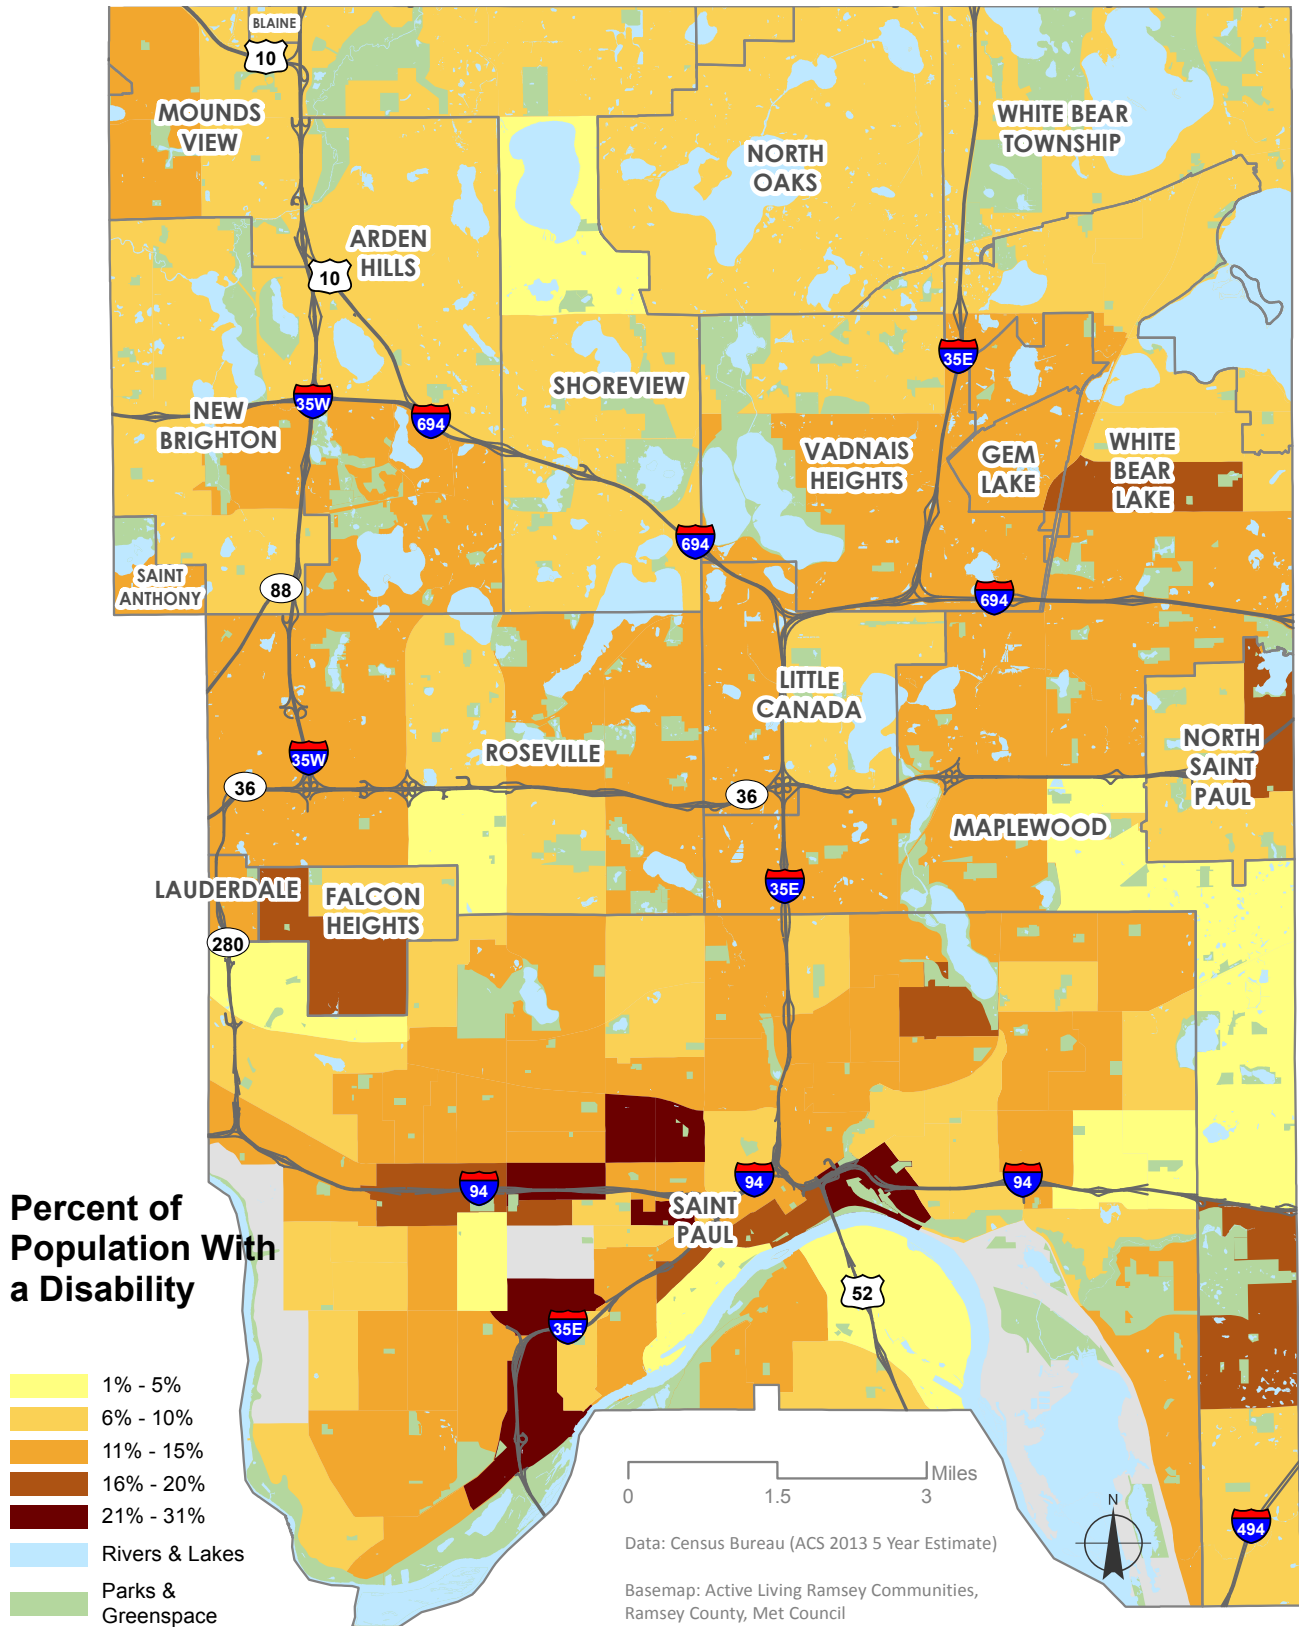 BLAINE
10
MOUNDS
VIEW
WHITE BEAR
TOWNSHIP
NORTH
OAKS
ARDEN
HILLS
10
35E
SHOREVIEW
35W
NEW
BRIGHTON
694
VADNAIS
HEIGHTS
GEM
LAKE
WHITE
BEAR
LAKE
694
SAINT
ANTHONY
88
694
LITTLE
CANADA
ROSEVILLE
35W
NORTH
SAINT
PAUL
36
36
MAPLEWOOD
35E
LAUDERDALE
FALCON
HEIGHTS
280
94
94
94
SAINT
PAUL
52
35E
494
Percent of
Population With
a Disability
1% - 5%
6% - 10%
11% - 15%
16% - 20%
21% - 31%
Rivers & Lakes
Parks &
Greenspace
Miles
0 1.5 3
N
Data: Census Bureau (ACS 2013 5 Year Estimate)
Basemap: Active Living Ramsey Communities,
Ramsey County, Met Council